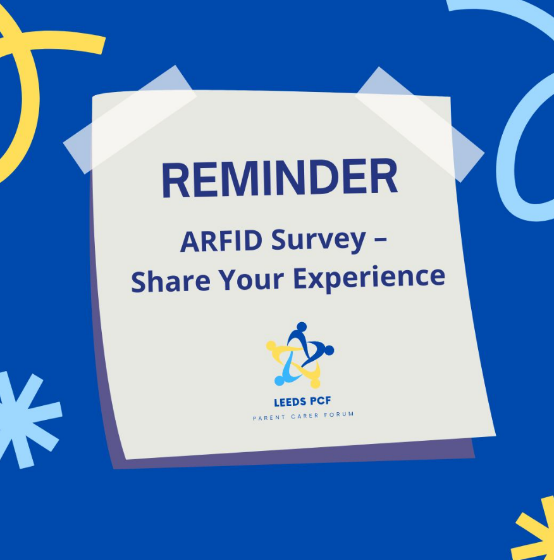 REMINDER
ARFID Survey –
Share Your Experience
LEEDS PCF
PARENT CARER FORUM